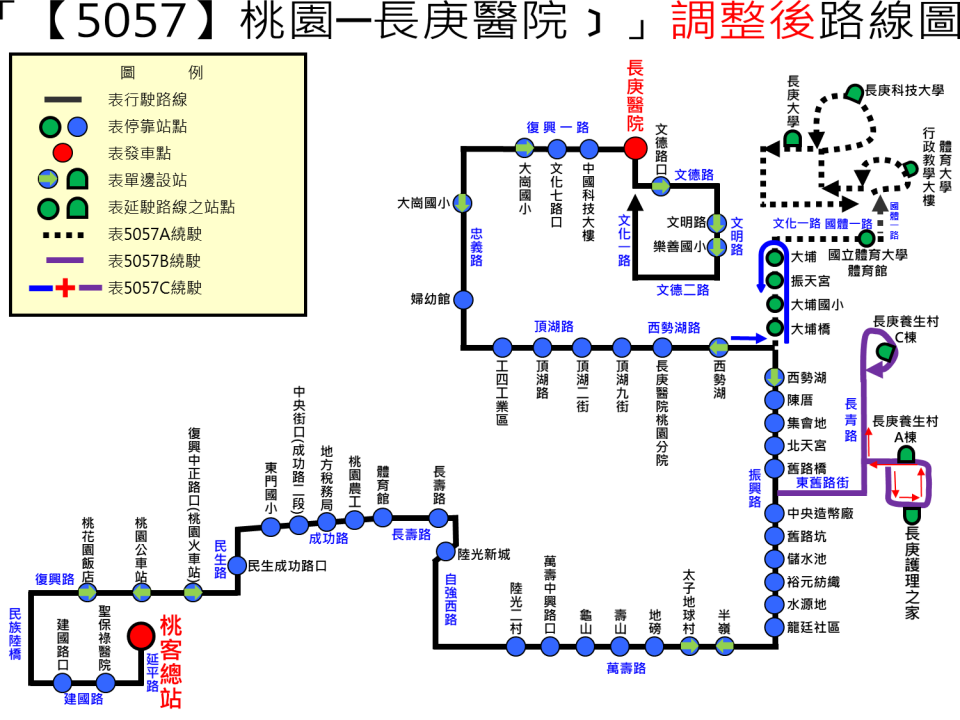 「【5057】桃園─長庚醫院﹞」調整後路線圖
圖 例
表行駛路線
表停靠站點
表發車點
表單邊設站
表延駛路線之站點
表5057A繞駛
表5057B繞駛
表5057C繞駛
長庚醫院
復興一路
文德路口
文德路
大崗國小
文化七路口
中國科技大樓
大崗國小
忠義路
文化一路
文明路
樂善國小
文明路
文德二路
婦幼館
頂湖路
西勢湖路
工四工業區
頂湖路
頂湖二街
頂湖九街
長庚醫院桃園分院
西勢湖
長庚大學
長庚科技大學
體育大學
行政教學大樓
國體一路
文化一路
國體一路
國立體育大學
體育館
大埔
振天宮
大埔國小
大埔橋
長庚養生村
C棟
長青路
長庚養生村
A棟
東舊路街
長庚護理之家
西勢湖
陳厝
集會地
北天宮
舊路橋
振興路
中央造幣廠
舊路坑
儲水池
裕元紡織
水源地
龍廷社區
半嶺
太子地球村
地磅
壽山
龜山
萬壽中興路口
陸光二村
萬壽路
自強西路
陸光新城
長壽路
長壽路
體育館
桃園農工
地方稅務局
中央街口(成功路二段)
東門國小
成功路
民生路
民生成功路口
復興中正路口(桃園火車站)
桃園公車站
桃花園飯店
復興路
民族陸橋
建國路口
聖保祿醫院
建國路
延平路
桃客總站